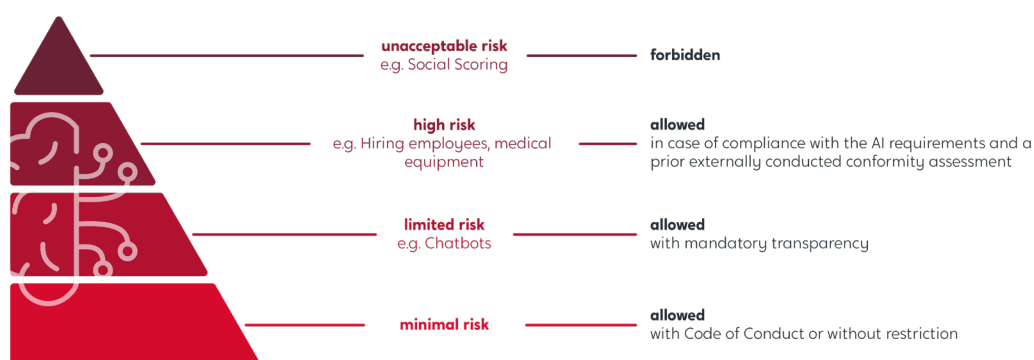 unacceptable risk
e.g. Social Scoring
forbidden
high risk
e.g. Hiring employees, medical
equipment
allowed
in case of compliance with the AI requirements and a
prior externally conducted conformity assessment
limited risk
e.g. Chatbots
allowed
with mandatory transparency
minimal risk
allowed
with Code of Conduct or without restriction